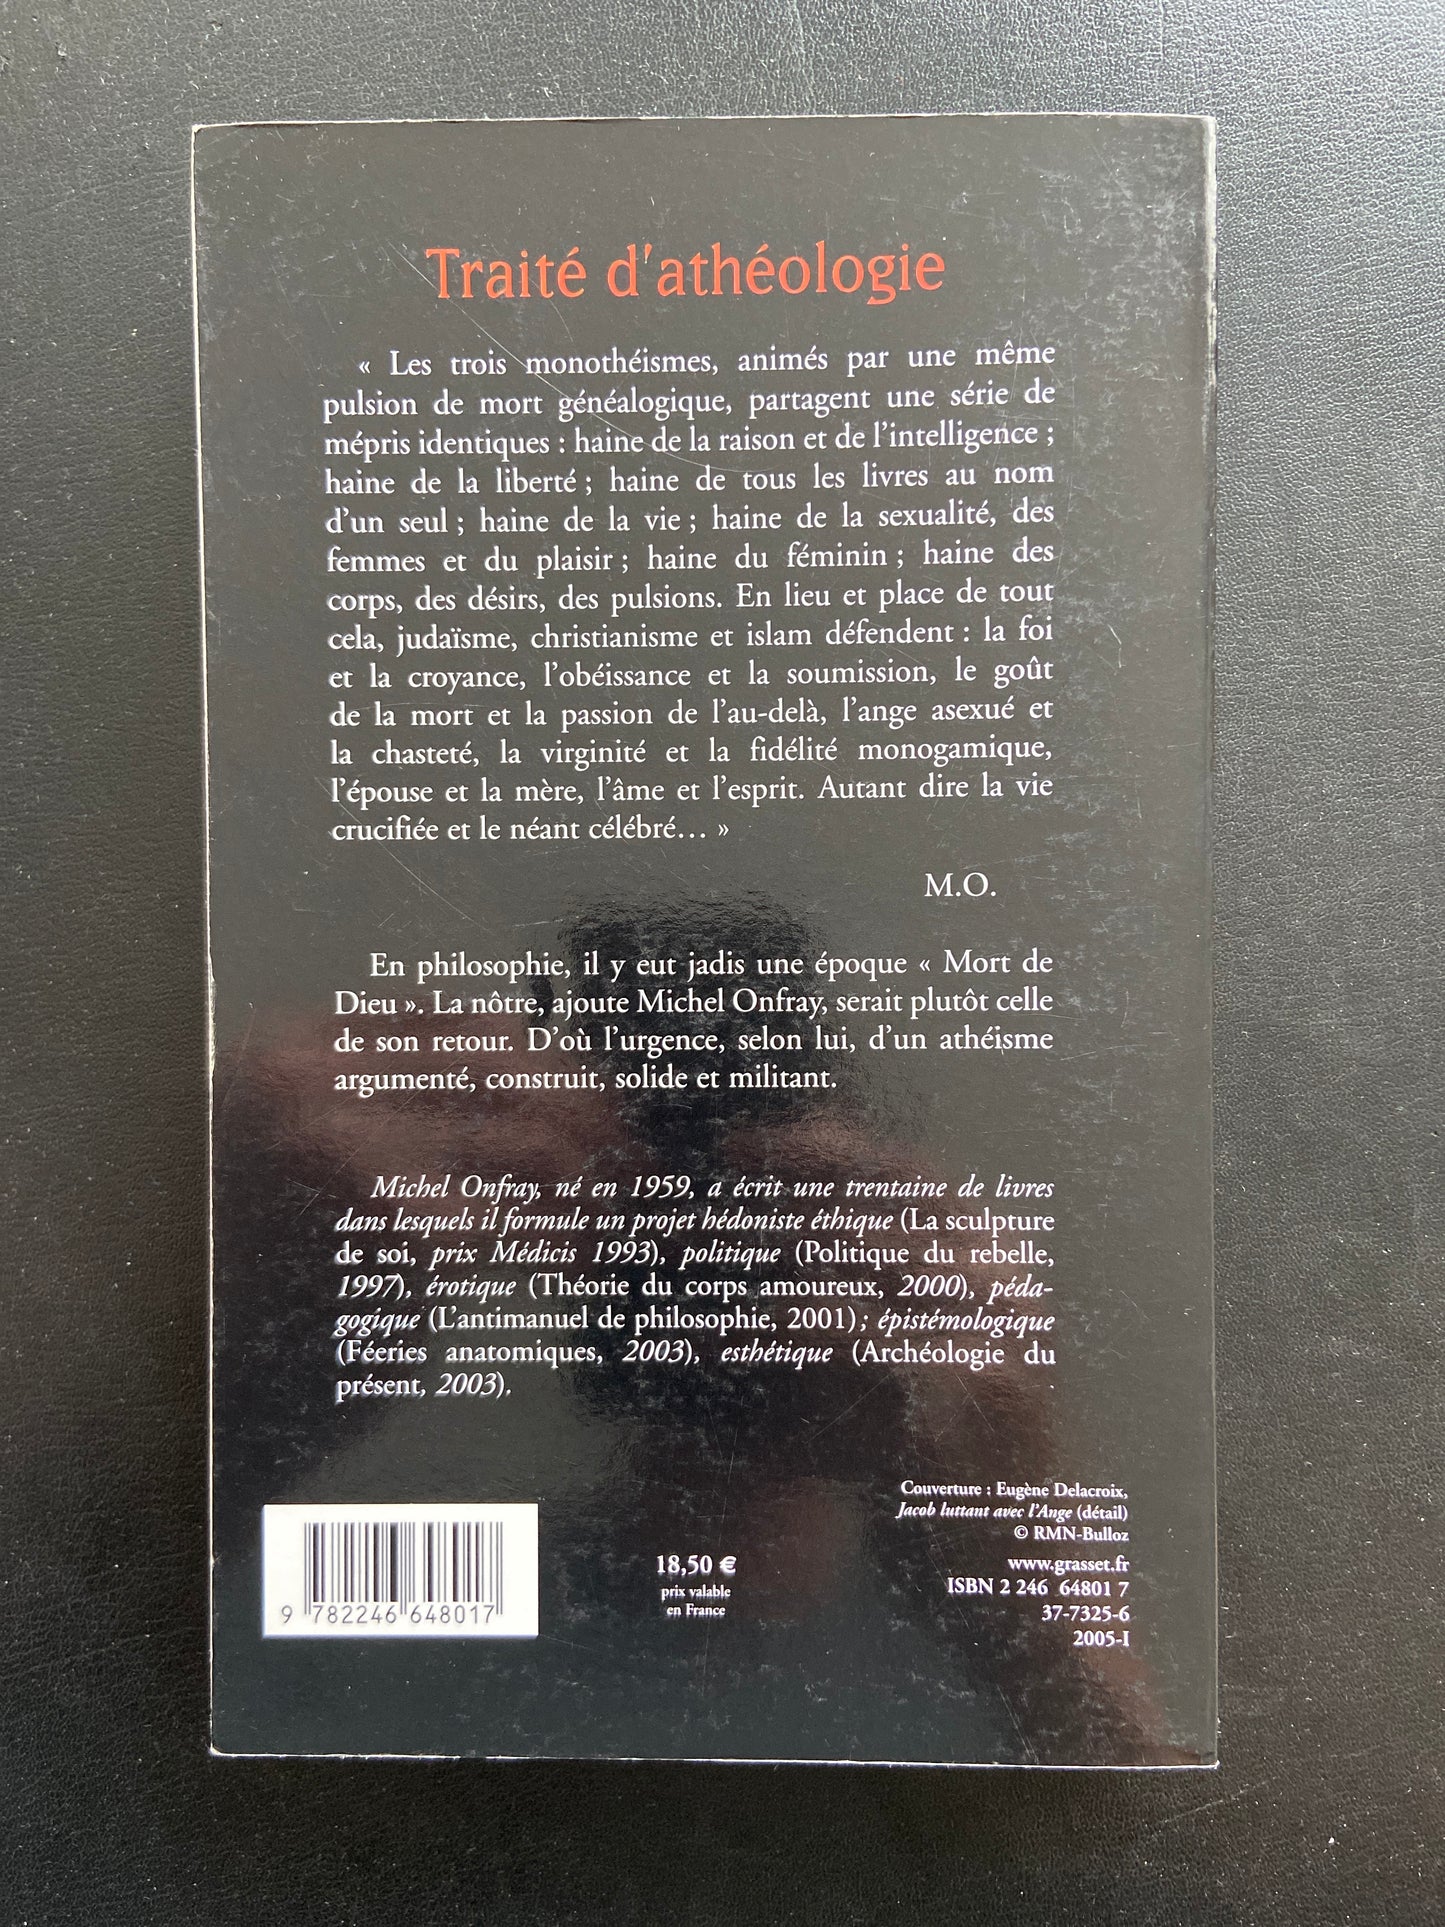 Traité d'athéologie
« Les trois monothéismes, animés par une même
pulsion de mort généalogique, partagent une série de
mépris identiques : haine de la raison et de l’intelligence ;
haine de la liberté ; haine de tous les livres au nom
d’un seul ; haine de la vie ; haine de la sexualité, des
femmes et du plaisir ; haine du féminin ; haine des
corps, des désirs, des pulsions. En lieu et place de tout
cela, judaïsme, christianisme et islam défendent : la foi
et la croyance, l’obéissance et la soumission, le goût
de la mort et la passion de l’au-delà, l’ange asexué et
la chasteté, la virginité et la fidélité monogamique,
l’épouse et la mère, l’âme et l’esprit. Autant dire la vie
crucifiée et le néant célébré... »
M.O.
En philosophie, il y eut jadis une époque « Mort de
Dieu ». La nôtre, ajoute Michel Onfray, serait plutôt celle
de son retour. D’où l’urgence, selon lui, d’un athéisme
argumenté, construit, solide et militant.
Michel Onfray, né en 1959, a écrit une trentaine de livres
dans lesquels il formule un projet hédoniste éthique (La sculpture
de soi, prix Médicis 1993), politique (Politique du rebelle,
1997), érotique (Théorie du corps amoureux, 2000), péda-
gogique (L’antimanuel de philosophie, 2001) ; épistémologique
(Féeries anatomiques, 2003), esthétique (Archéologie du
présent, 2003).
Couverture : Eugène Delacroix,
Jacob luttant avec l’Ange (détail)
© RMN-Bulloz
www.grasset.fr
ISBN 2 246 64801 7
37-7325-6
2005-I
18,50 €
prix valable
en France
9 782246 648017